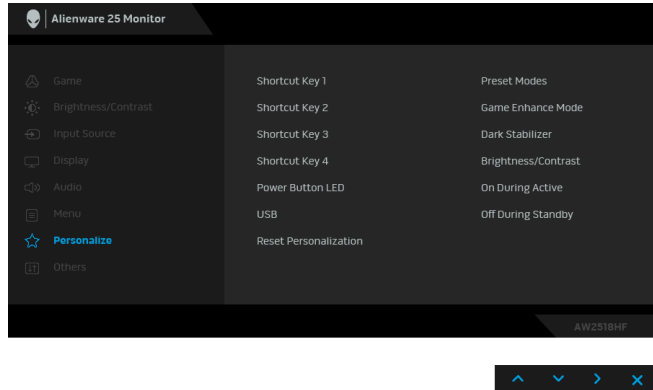 Alienware 25 Monitor
Game
Shortcut Key 1 Preset Modes
Brightness/Contrast
Shortcut Key 2 Game Enhance Mode
Input Source
Shortcut Key 3 Dark Stabilizer
Display
Shortcut Key 4 Brightness/Contrast
Audio
Power Button LED On During Active
Menu
USB Off During Standby
Personalize
Reset Personalization
Others
AW2518HF